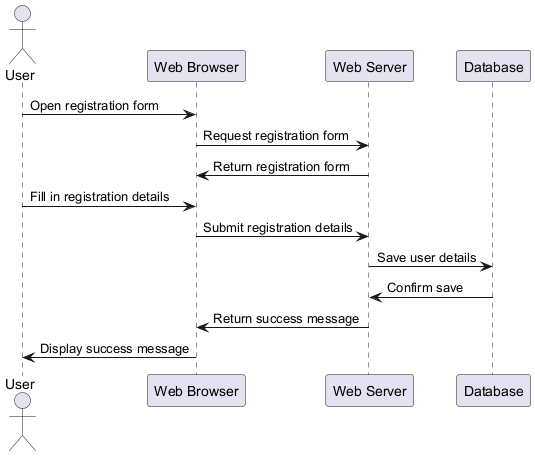 User
Web Browser
Web Server
Database
Open registration form
Request registration form
Return registration form
Fill in registration details
Submit registration details
Save user details
Confirm save
Return success message
Display success message
User
Web Browser
Web Server
Database